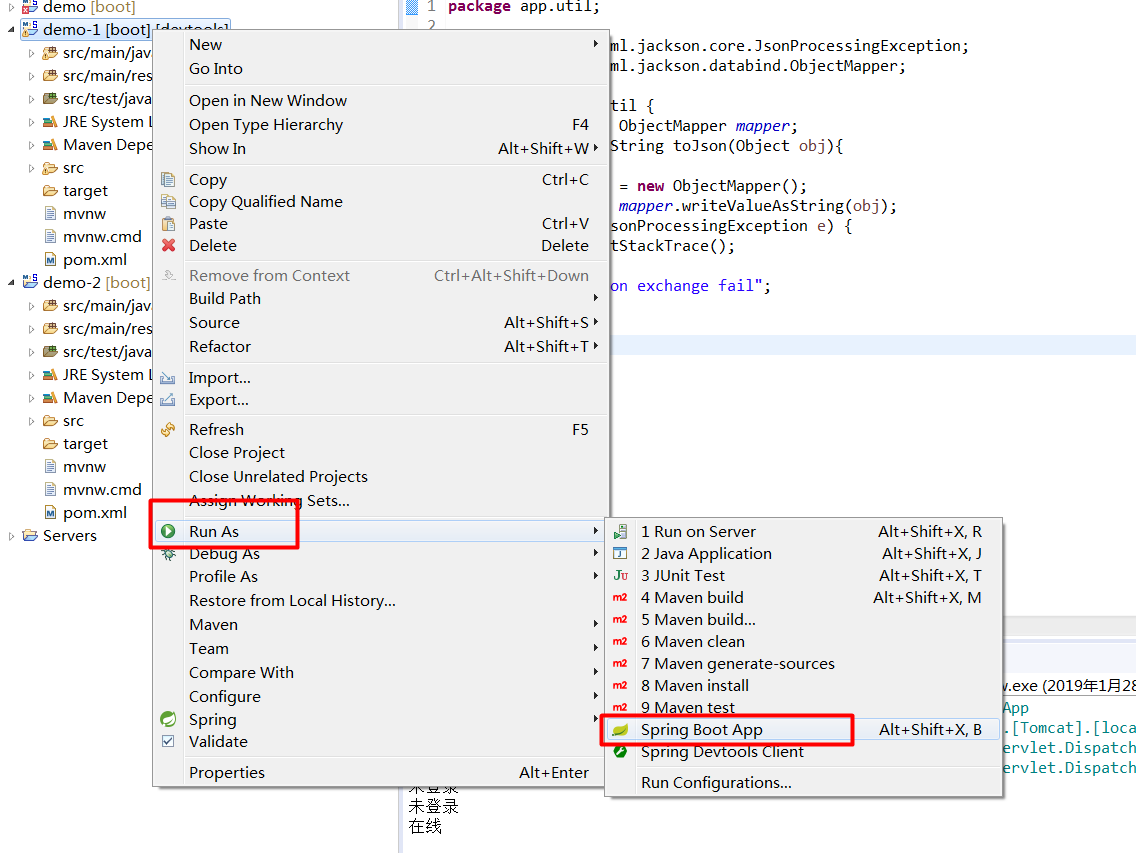 demo [boot]
demo-1 [boot] [devtools]
src/main/jav
src/main/res
src/test/java
JRE System L
Maven Depe
src
target
mvnw
mvnw.cmd
pom.xml
demo-2 [boot]
src/main/jav
src/main/res
src/test/java
JRE System L
Maven Depe
src
target
mvnw
mvnw.cmd
pom.xml
Servers
New
Go Into
Open in New Window
Open Type Hierarchy F4
Show In Alt+Shift+W
Copy Ctrl+C
Copy Qualified Name
Paste Ctrl+V
Delete Delete
Remove from Context Ctrl+Alt+Shift+Down
Build Path
Source Alt+Shift+S
Refactor Alt+Shift+T
Import...
Export...
Refresh F5
Close Project
Close Unrelated Projects
Assign Working Sets...
Run As
Debug As
Profile As
Restore from Local History...
Maven
Team
Compare With
Configure
Spring
Validate
Properties Alt+Enter
1 Run on Server Alt+Shift+X, R
2 Java Application Alt+Shift+X, J
3 JUnit Test Alt+Shift+X, T
4 Maven build Alt+Shift+X, M
5 Maven build...
6 Maven clean
7 Maven generate-sources
8 Maven install
9 Maven test
Spring Boot App Alt+Shift+X, B
Spring Devtools Client
Run Configurations...
1 package app.util;
2
ml.jackson.core.JsonProcessingException;
ml.jackson.databind.ObjectMapper;
til {
ObjectMapper mapper;
String toJson(Object obj){
= new ObjectMapper();
mapper.writeValueAsString(obj);
sonProcessingException e) {
tStackTrace();
on exchange fail";
w.exe (2019年1月28
App
.[Tomcat].[loca
ervlet.Dispatch
ervlet.Dispatch
未登录
未登录
在线